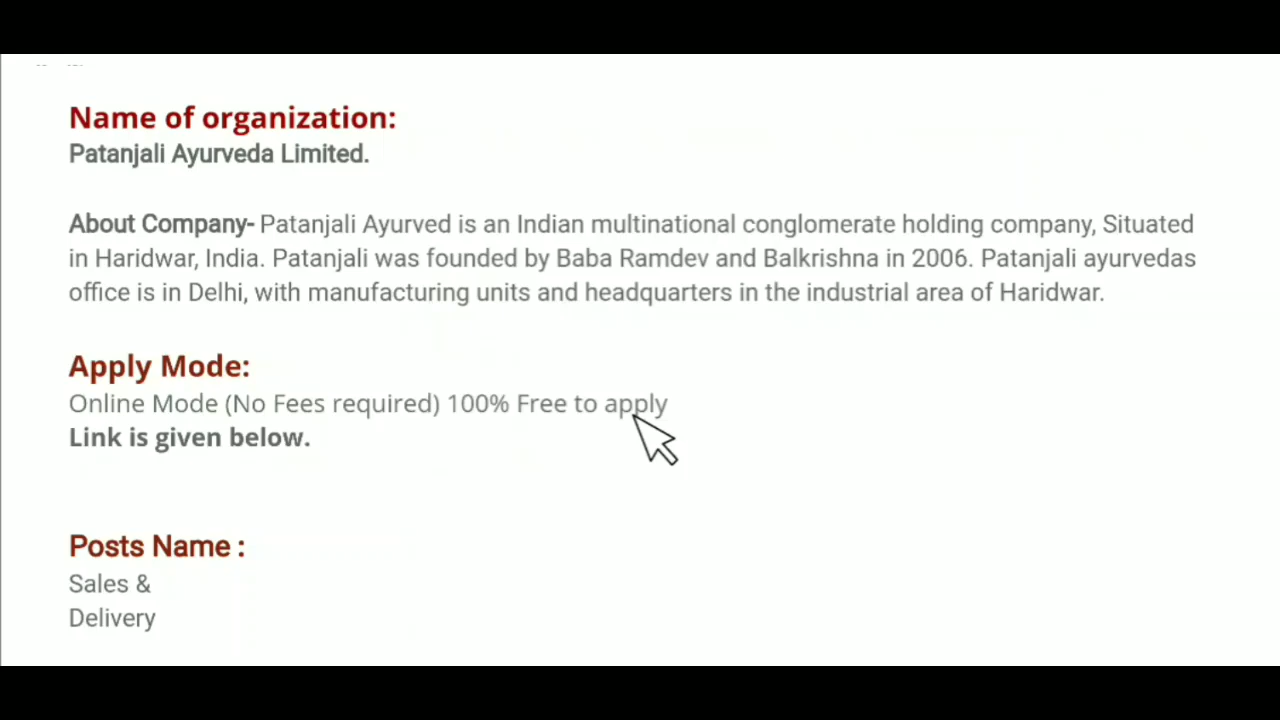 Name of organization:
Patanjali Ayurveda Limited.
About Company- Patanjali Ayurved is an Indian multinational conglomerate holding company, Situated
in Haridwar, India. Patanjali was founded by Baba Ramdev and Balkrishna in 2006. Patanjali ayurvedas
office is in Delhi, with manufacturing units and headquarters in the industrial area of Haridwar.
Apply Mode:
Online Mode (No Fees required) 100% Free to apply
Link is given below.
Posts Name :
Sales &
Delivery